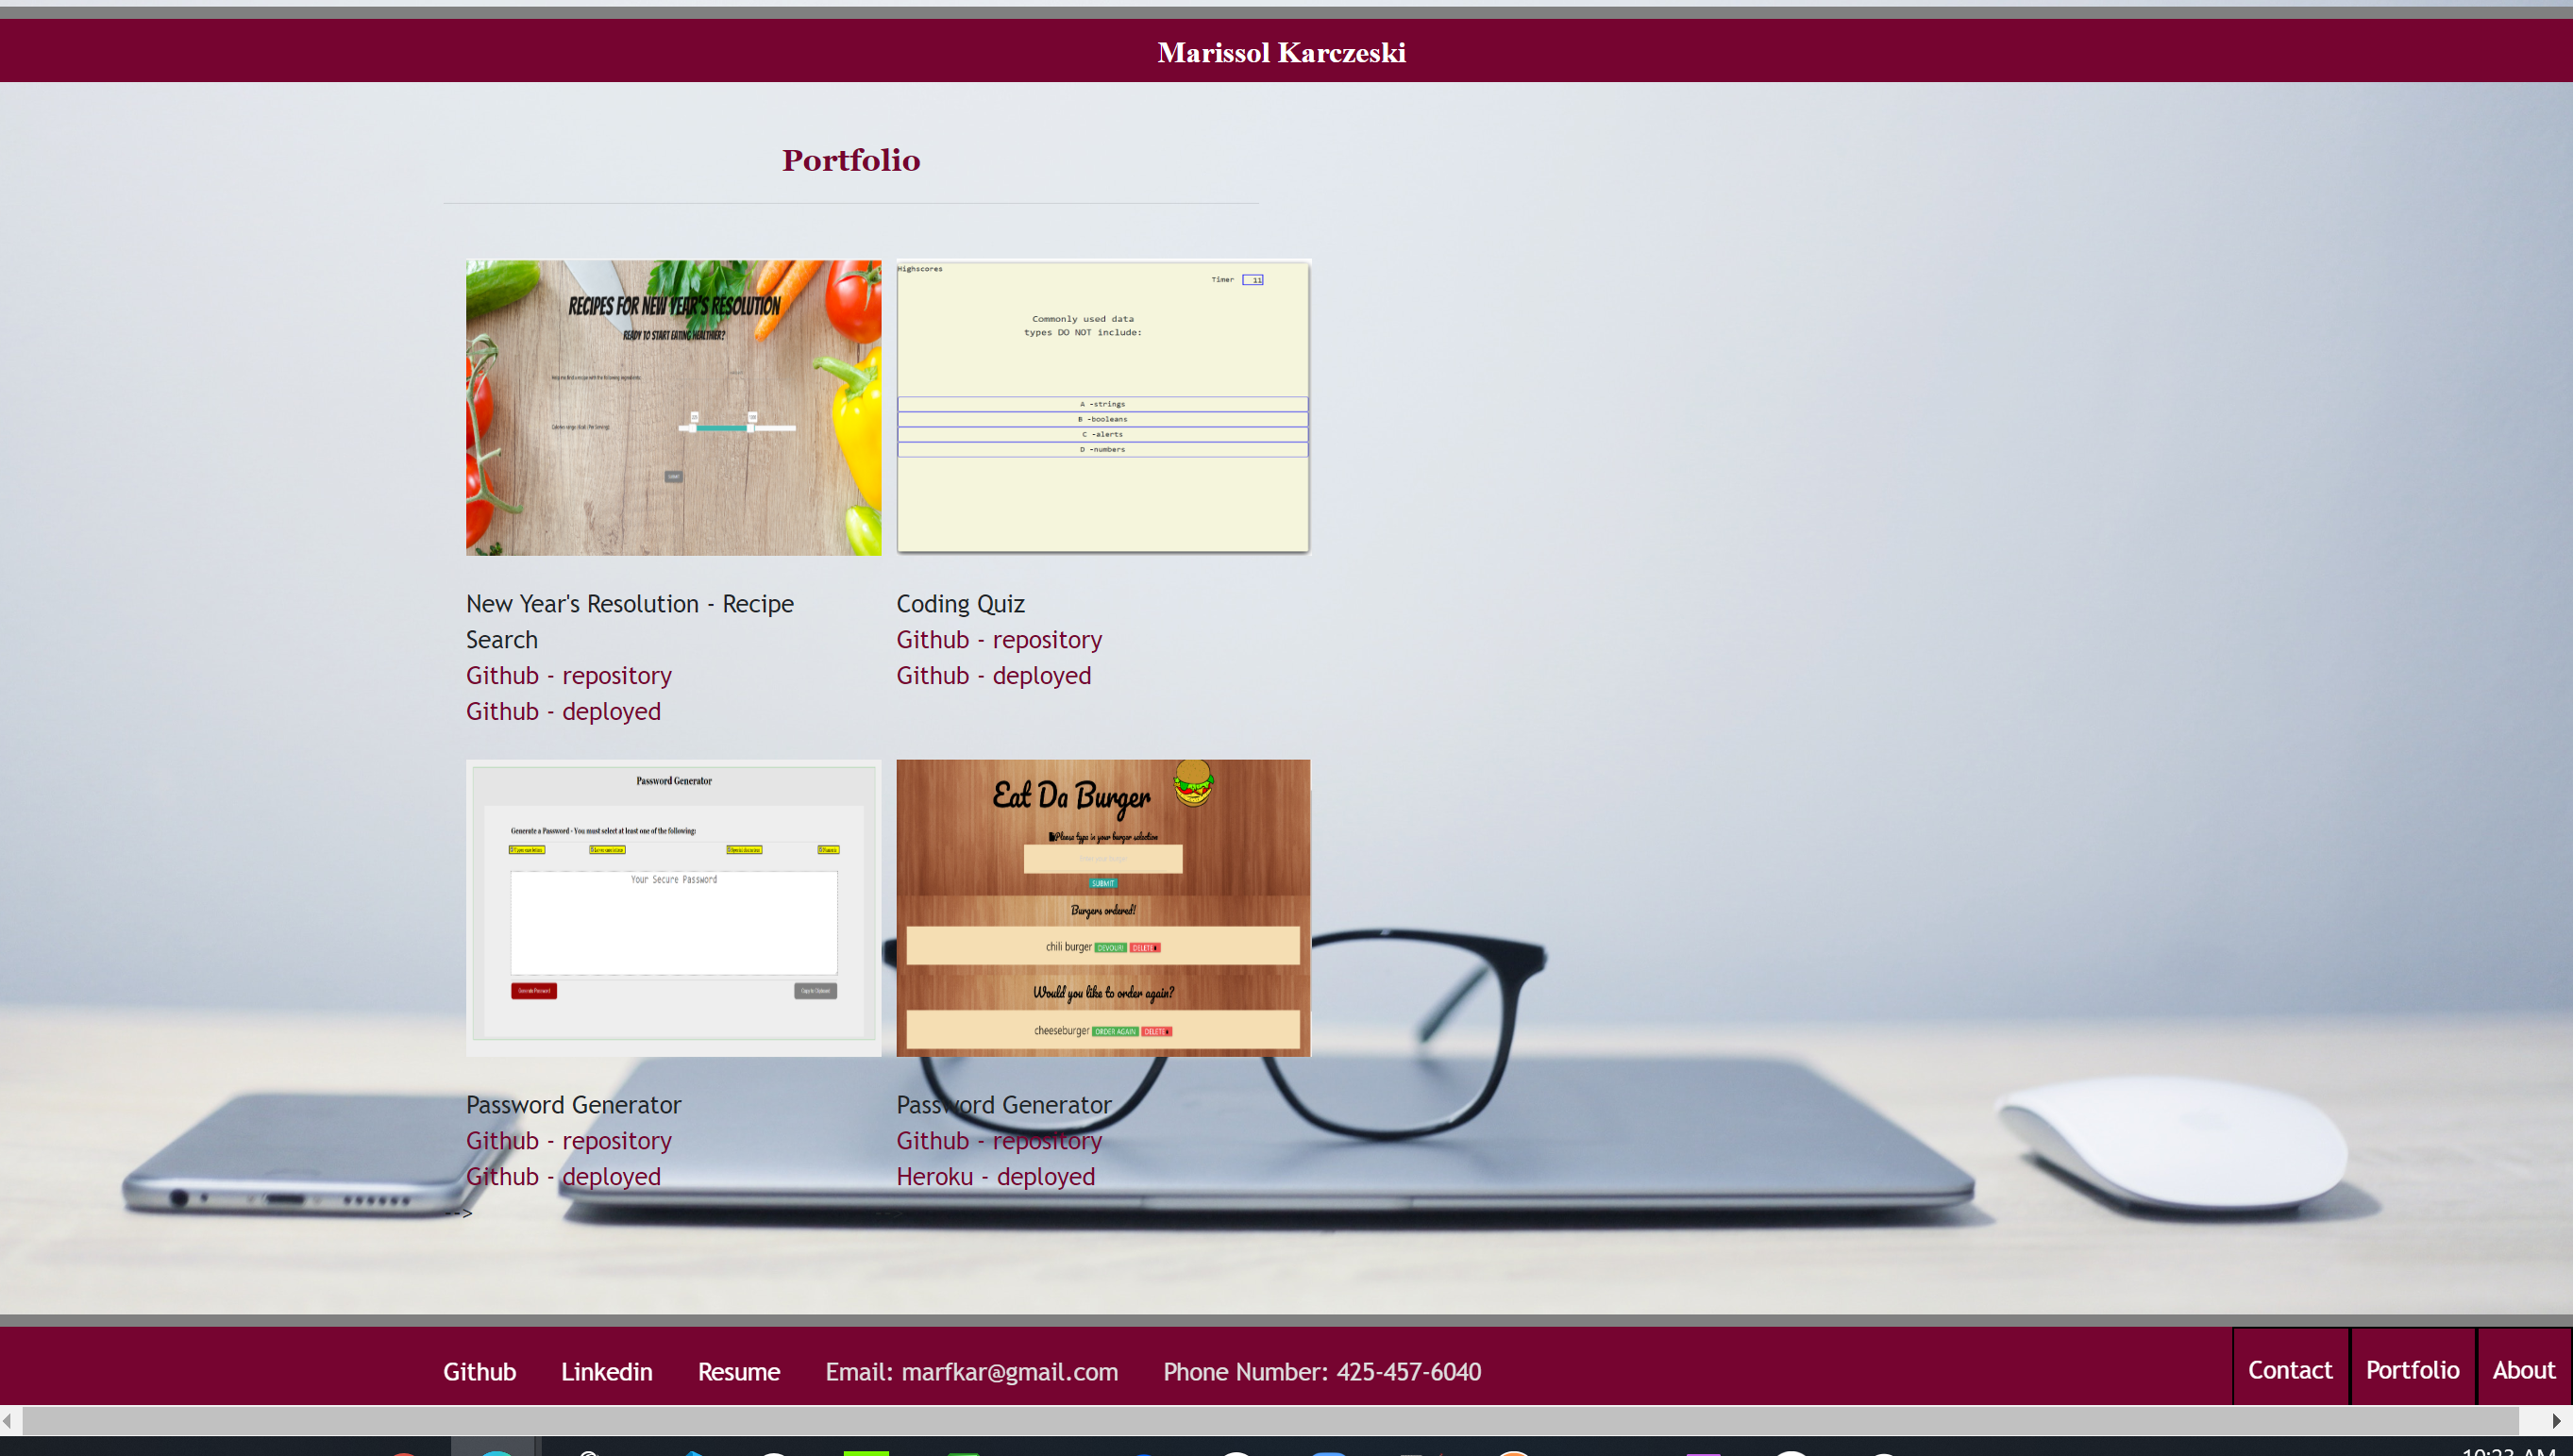 Marissol Karczeski
Portfolio
RECIPES FOR NEW YEAR'S RESOLUTION
READY TO START EATING HEALTHIER?
Highscores
Timer 11
Commonly used data
types DO NOT include:
A -strings
B -booleans
C -alerts
D -numbers
New Year's Resolution - Recipe
Search
Github - repository
Github - deployed
Coding Quiz
Github - repository
Github - deployed
Password Generator
Generate a Password - You must select at least one of the following:
Your Secure Password
Generate Password
Copy to Clipboard
Eat Da Burger
Please type in your burger selection
SUBMIT
Burgers ordered!
chili burger DEVOUR! DELETE
Would you like to order again?
cheeseburger ORDER AGAIN DELETE
Password Generator
Github - repository
Github - deployed
-->
Password Generator
Github - repository
Heroku - deployed
-->
Github Linkedin Resume Email: marfkar@gmail.com Phone Number: 425-457-6040
Contact Portfolio About